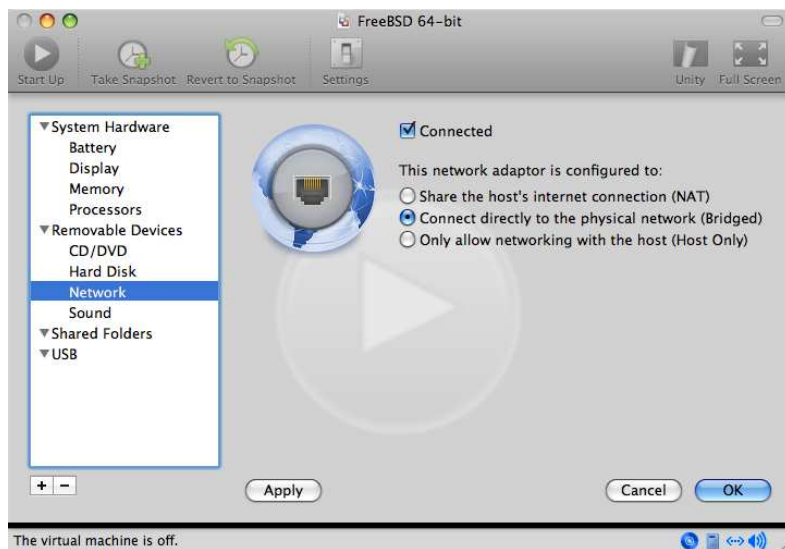 FreeBSD 64-bit
Start Up
Take Snapshot
Revert to Snapshot
Settings
Unity
Full Screen
System Hardware
Battery
Display
Memory
Processors
Removable Devices
CD/DVD
Hard Disk
Network
Sound
Shared Folders
USB
Connected
This network adaptor is configured to:
Share the host's internet connection (NAT)
Connect directly to the physical network (Bridged)
Only allow networking with the host (Host Only)
+ −
Apply
Cancel
OK
The virtual machine is off.